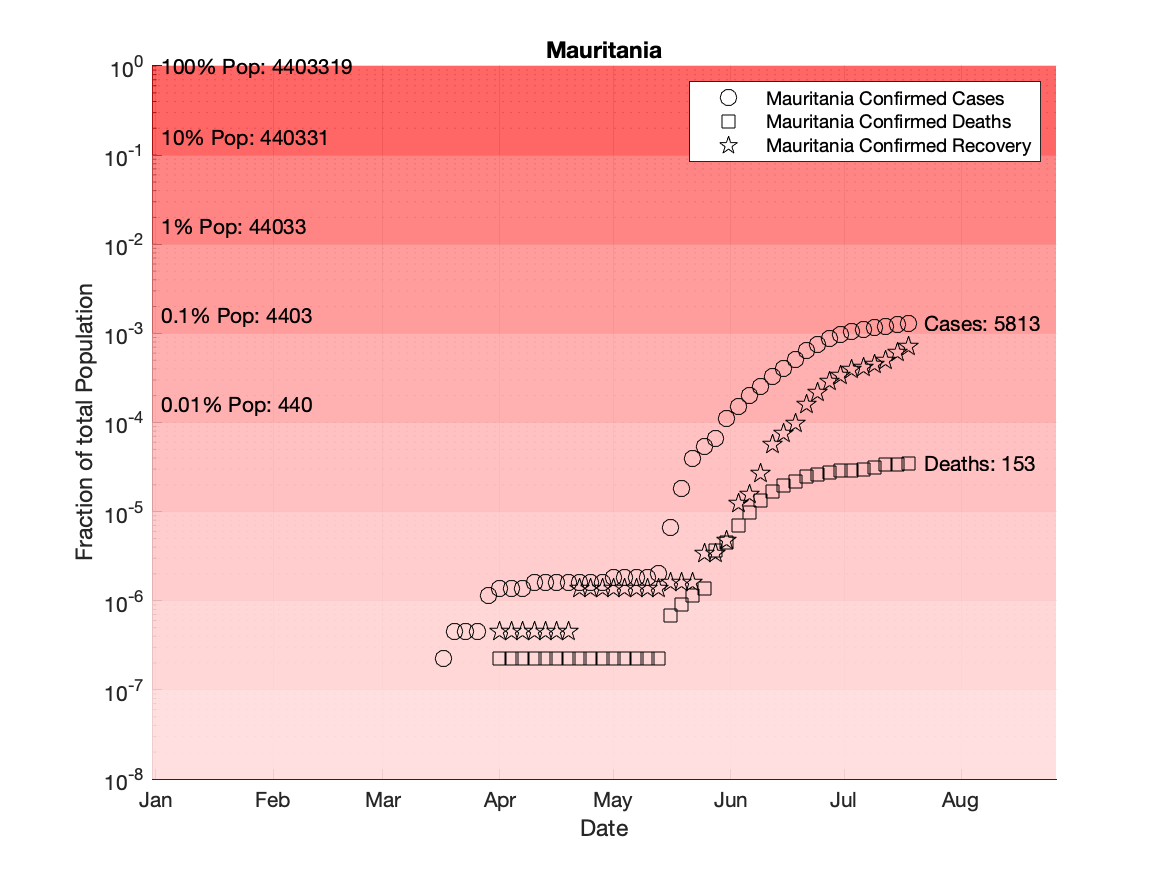 Mauritania
10^0
100% Pop: 4403319
Mauritania Confirmed Cases
Mauritania Confirmed Deaths
Mauritania Confirmed Recovery
10% Pop: 440331
10^-1
1% Pop: 44033
10^-2
0.1% Pop: 4403
10^-3
Cases: 5813
0.01% Pop: 440
10^-4
Deaths: 153
10^-5
10^-6
10^-7
10^-8
Fraction of total Population
Jan Feb Mar Apr May Jun Jul Aug
Date